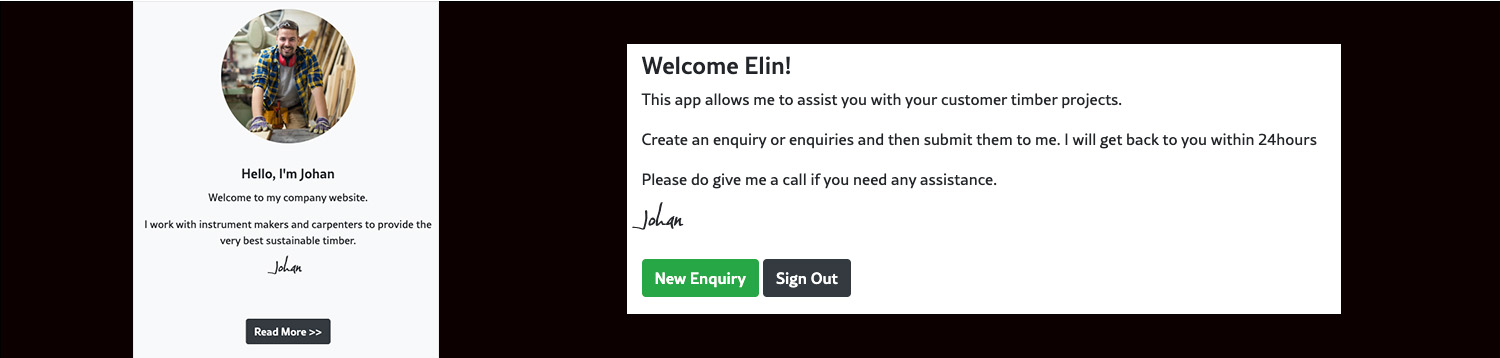 Hello, I'm Johan
Welcome to my company website.
I work with instrument makers and carpenters to provide the
very best sustainable timber.
Johan
Read More >>
Welcome Elin!
This app allows me to assist you with your customer timber projects.
Create an enquiry or enquiries and then submit them to me. I will get back to you within 24hours
Please do give me a call if you need any assistance.
Johan
New Enquiry Sign Out